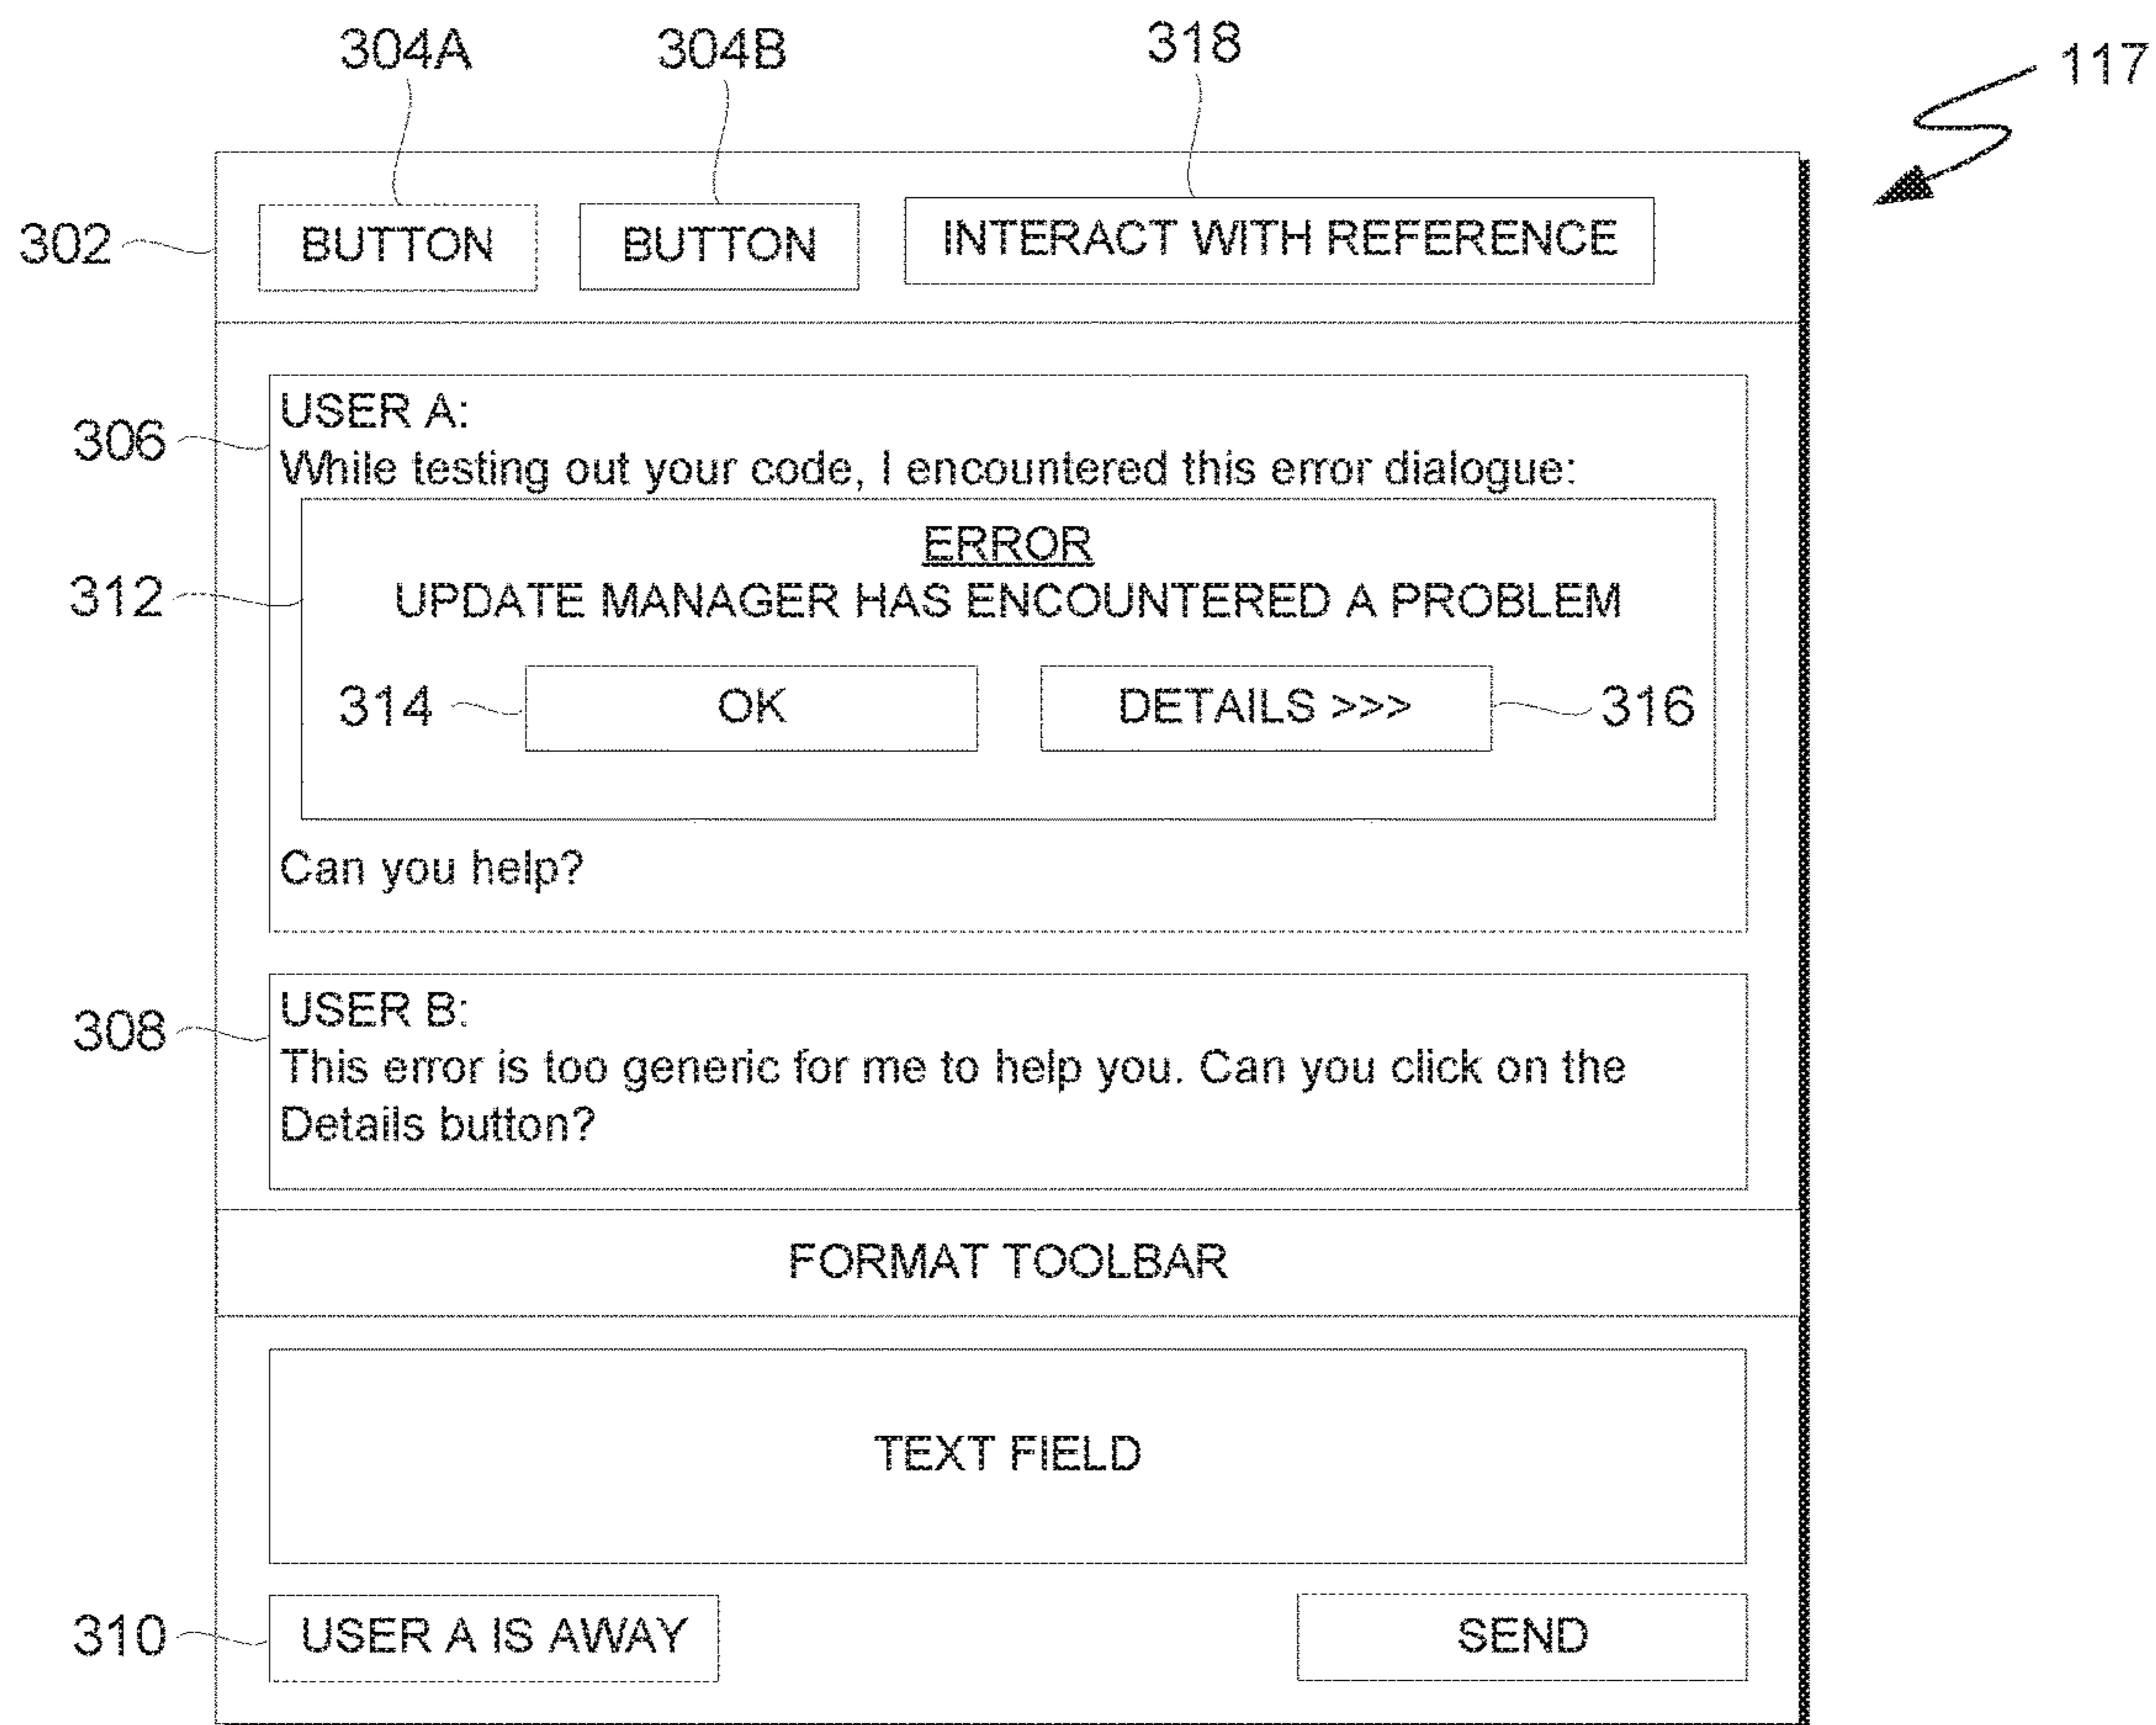 304A 304B 318 117
302 BUTTON BUTTON INTERACT WITH REFERENCE
306 USER A:
While testing out your code, I encountered this error dialogue:
ERROR
312 UPDATE MANAGER HAS ENCOUNTERED A PROBLEM
314 OK DETAILS >>> 316
Can you help?
308 USER B:
This error is too generic for me to help you. Can you click on the
Details button?
FORMAT TOOLBAR
TEXT FIELD
310 USER A IS AWAY SEND